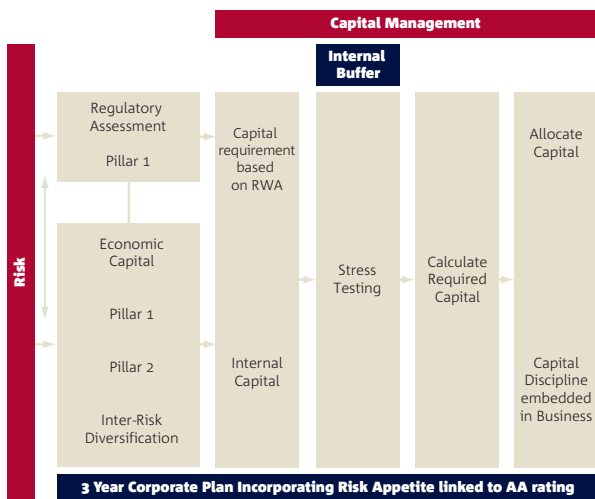 Capital Management
Internal
Buffer
Risk
Regulatory
Assessment
Pillar 1
Economic
Capital
Pillar 1
Pillar 2
Inter-Risk
Diversification
Capital
requirement
based
on RWA
Internal
Capital
Stress
Testing
Calculate
Required
Capital
Allocate
Capital
Capital
Discipline
embedded
in Business
3 Year Corporate Plan Incorporating Risk Appetite linked to AA rating